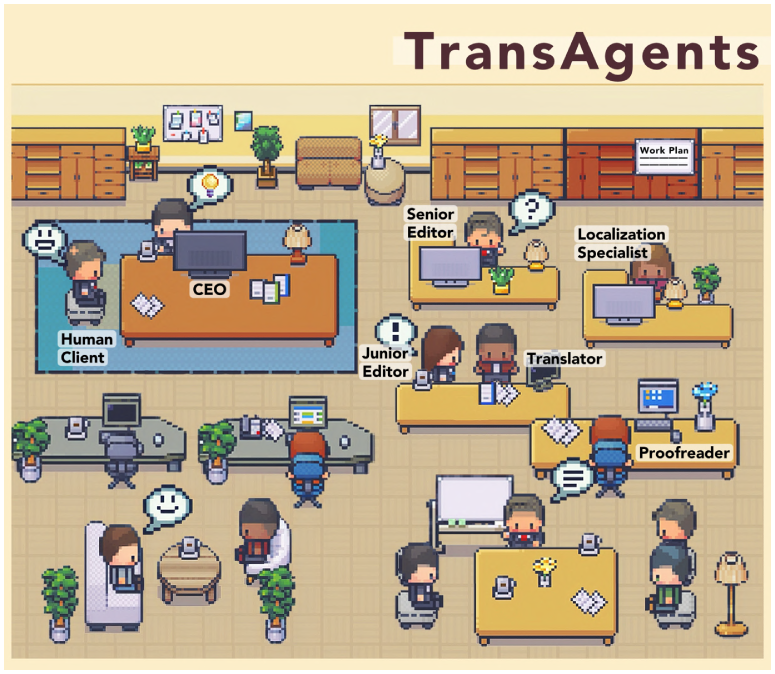 TransAgents
Work Plan
Senior
Editor
Localization
Specialist
CEO
Human
Client
Junior
Editor
Translator
Proofreader